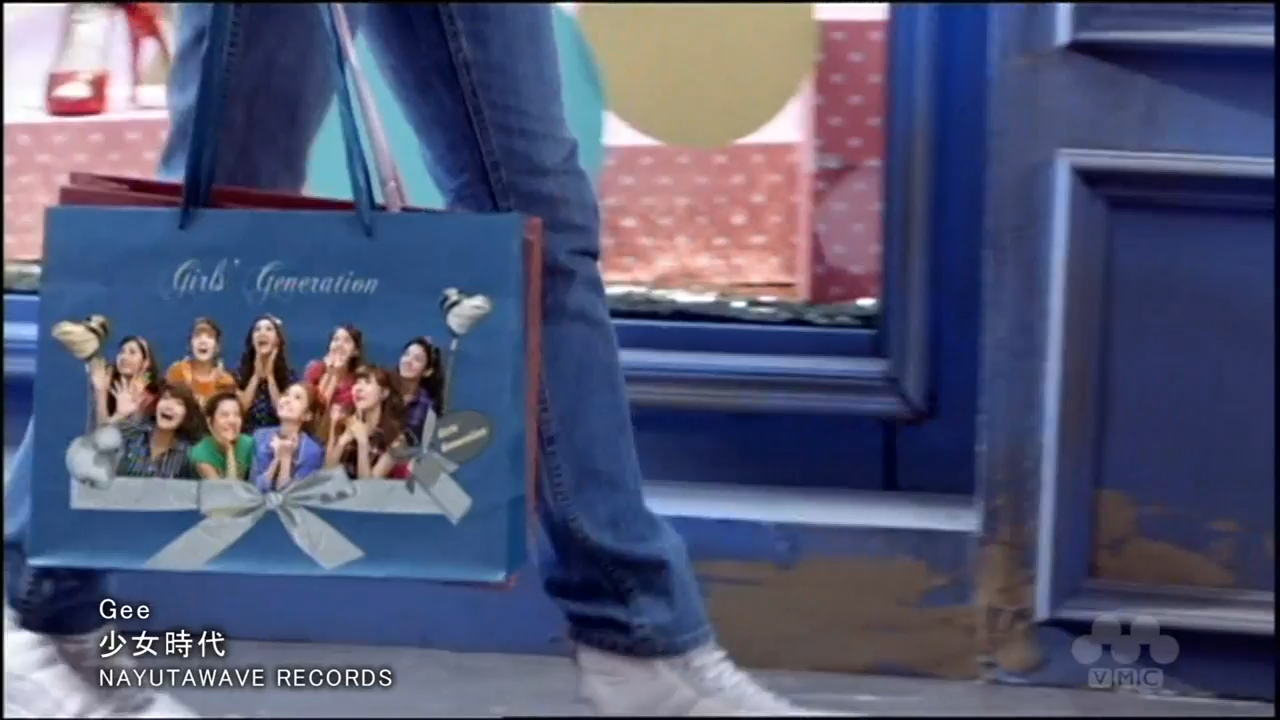 Girls' Generation
Gee
少女時代
NAYUTAWAVE RECORDS
VMC